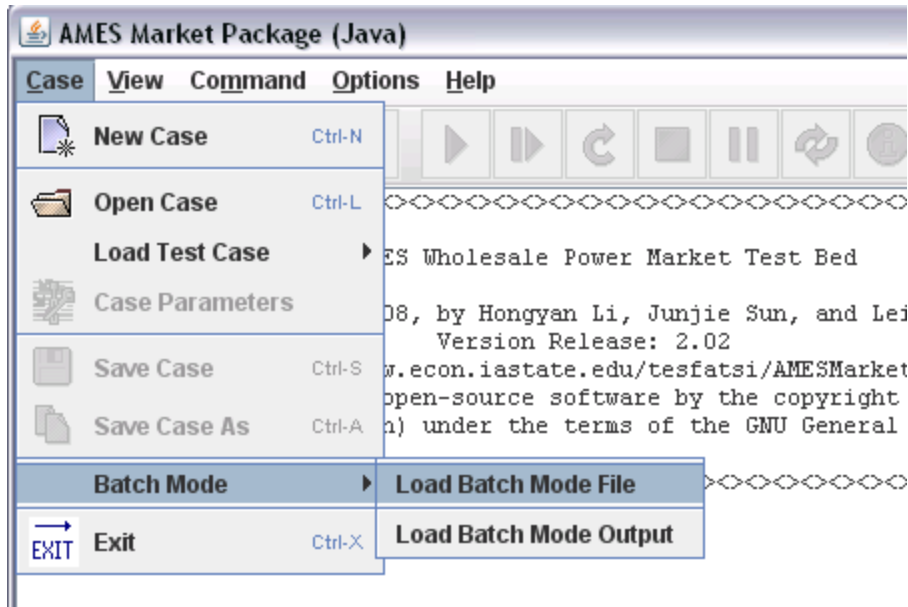 AMES Market Package (Java)
Case View Command Options Help
New Case Ctrl-N
Open Case Ctrl-L
Load Test Case
Case Parameters
Save Case Ctrl-S
Save Case As Ctrl-A
Batch Mode
Exit Ctrl-X
EXIT
Load Batch Mode File
Load Batch Mode Output
ES Wholesale Power Market Test Bed
08, by Hongyan Li, Junjie Sun, and Lei
Version Release: 2.02
w.econ.iastate.edu/tesfatsi/AMESMarket
open-source software by the copyright
n) under the terms of the GNU General